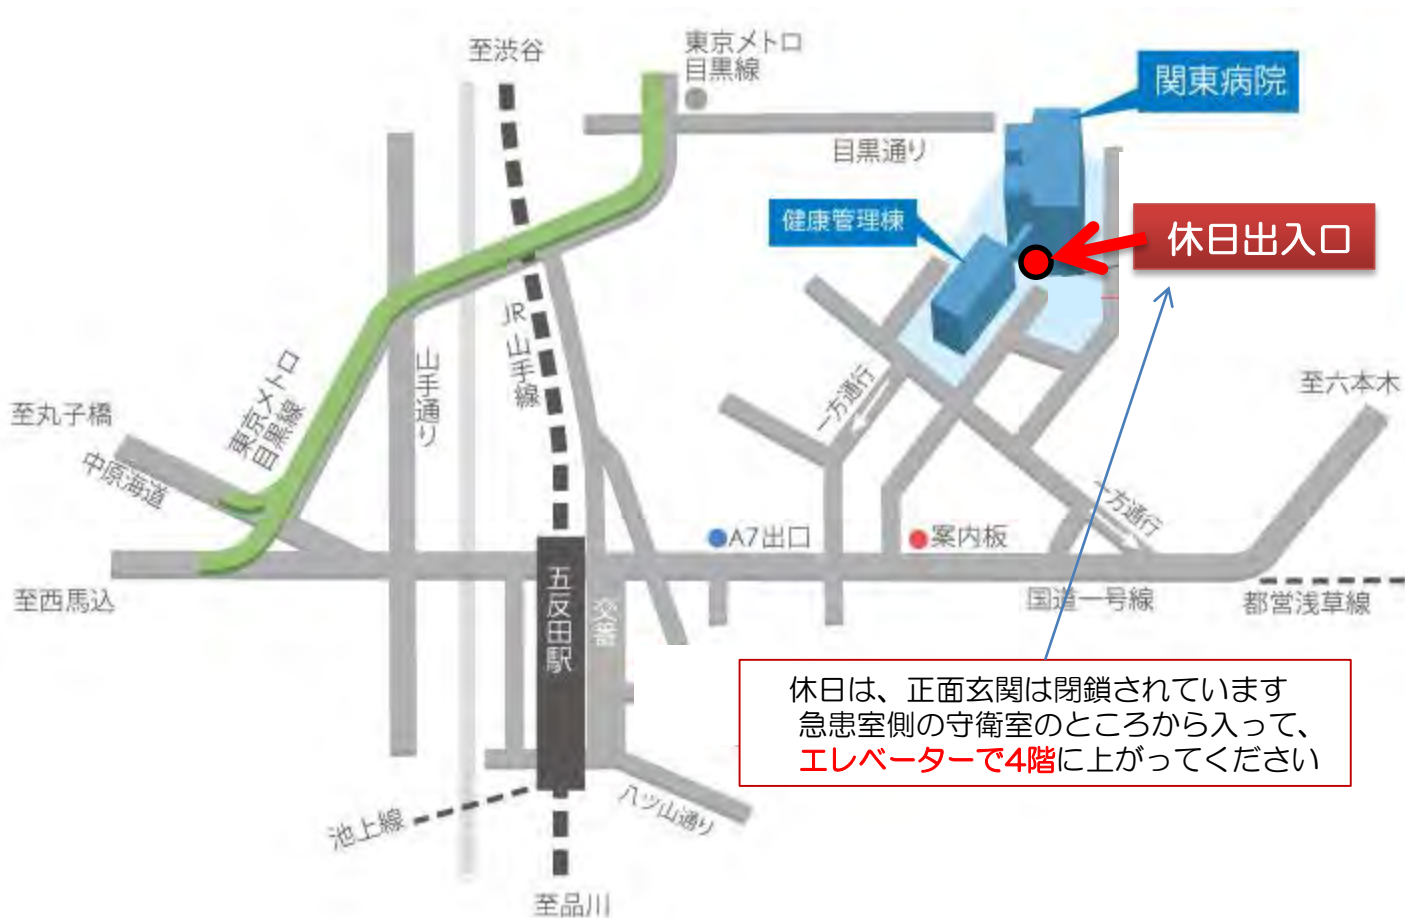 至渋谷
東京メトロ
目黒線
関東病院
目黒通り
健康管理棟
休日出入口
JR山手線
山手通り
東京メトロ
目黒線
至丸子橋
中原海道
一方通行
至六本木
一方通行
A7出口
案内板
至西馬込
五反田駅
交番
国道一号線
都営浅草線
休日は、正面玄関は閉鎖されています
急患室側の守衛室のところから入って、
エレベーターで4階に上がってください
池上線
八ツ山通り
至品川